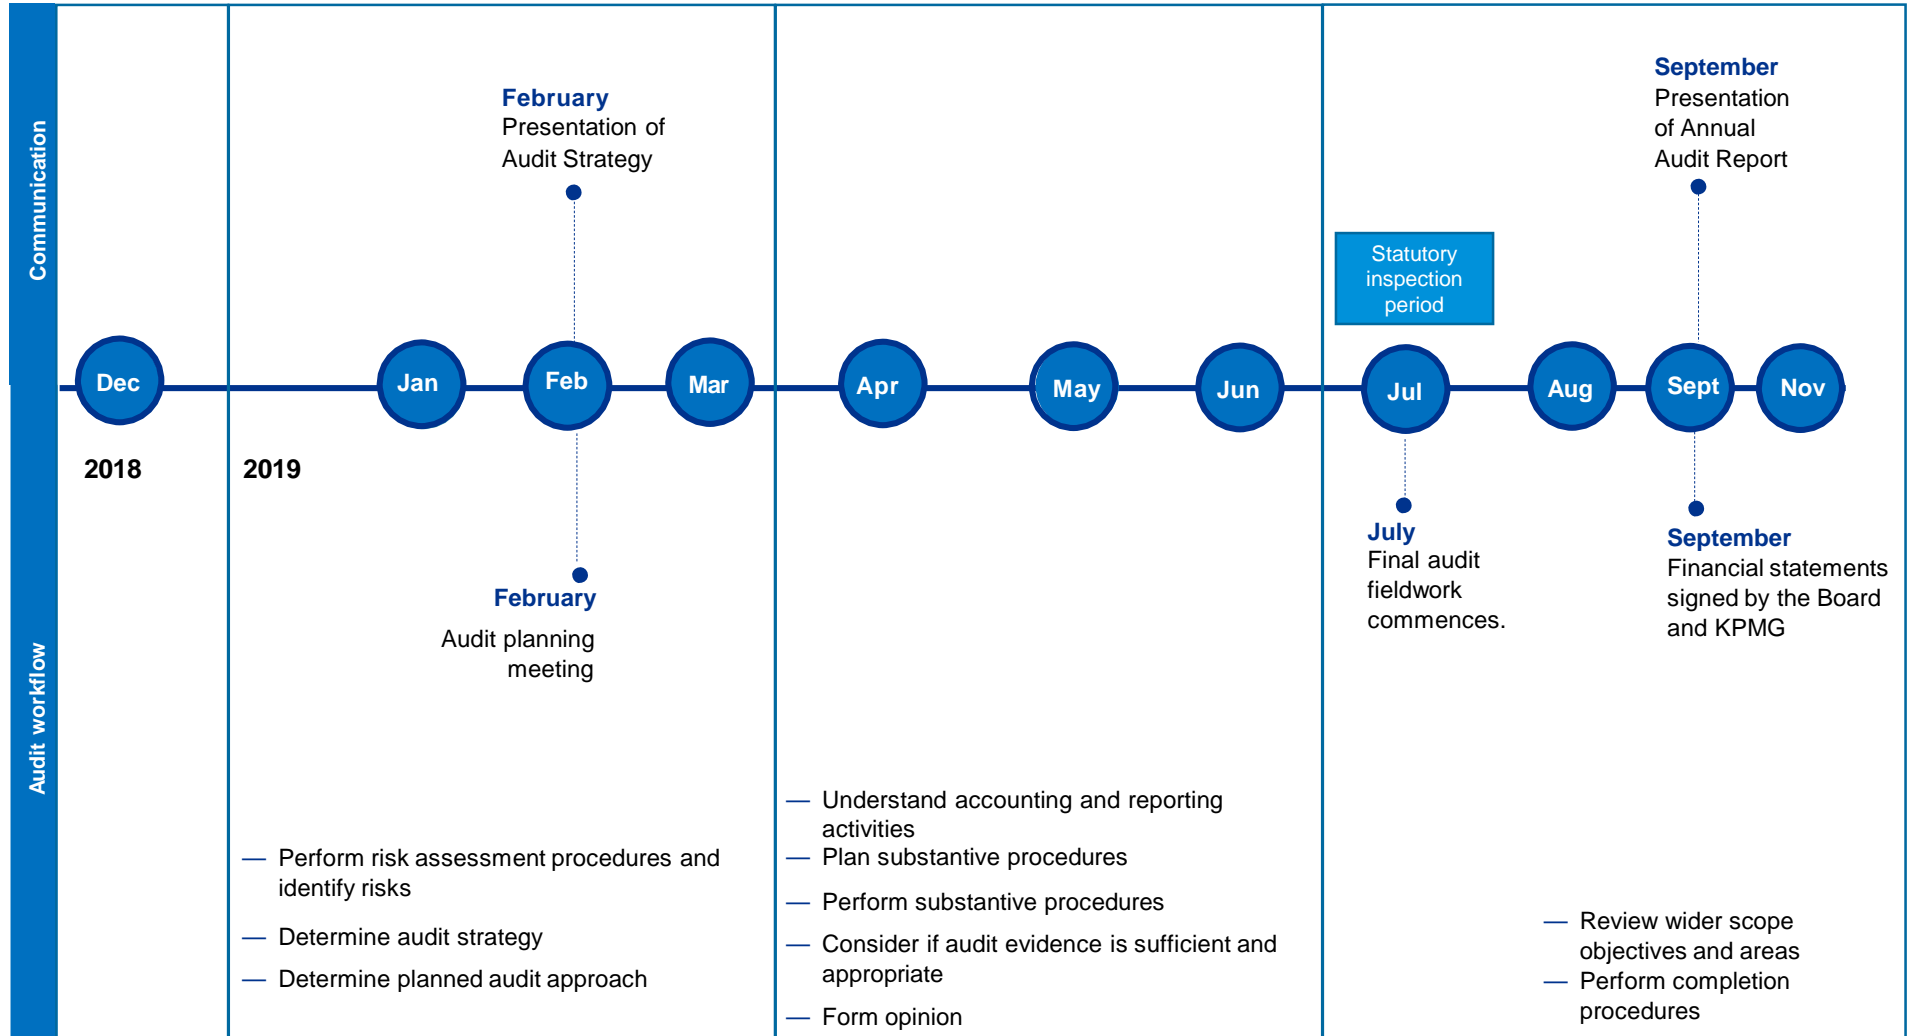 Communication
February
Presentation of
Audit Strategy
September
Presentation
of Annual
Audit Report
Statutory
inspection
period
Dec
Jan
Feb
Mar
Apr
May
Jun
Jul
Aug
Sept
Nov
2018
2019
Audit workflow
February
Audit planning
meeting
July
Final audit
fieldwork
commences.
September
Financial statements
signed by the Board
and KPMG
— Perform risk assessment procedures and
identify risks
— Determine audit strategy
— Determine planned audit approach
— Understand accounting and reporting
activities
— Plan substantive procedures
— Perform substantive procedures
— Consider if audit evidence is sufficient and
appropriate
— Form opinion
— Review wider scope
objectives and areas
— Perform completion
procedures